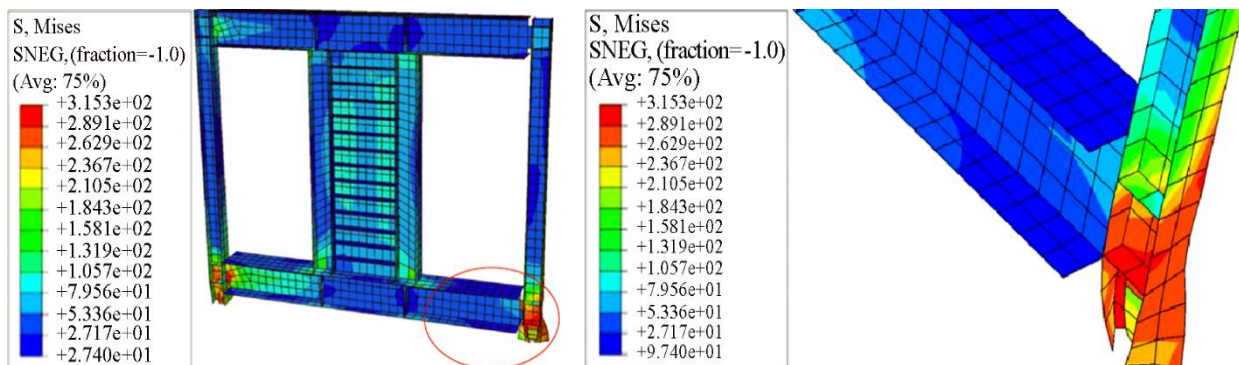 S, Mises
SNEG, (fraction=-1.0)
(Avg: 75%)
+3.153e+02
+2.891e+02
+2.629e+02
+2.367e+02
+2.105e+02
+1.843e+02
+1.581e+02
+1.319e+02
+1.057e+02
+7.956e+01
+5.336e+01
+2.717e+01
+2.740e+01
S, Mises
SNEG, (fraction=-1.0)
(Avg: 75%)
+3.153e+02
+2.891e+02
+2.629e+02
+2.367e+02
+2.105e+02
+1.843e+02
+1.581e+02
+1.319e+02
+1.057e+02
+7.956e+01
+5.336e+01
+2.717e+01
+9.740e+01